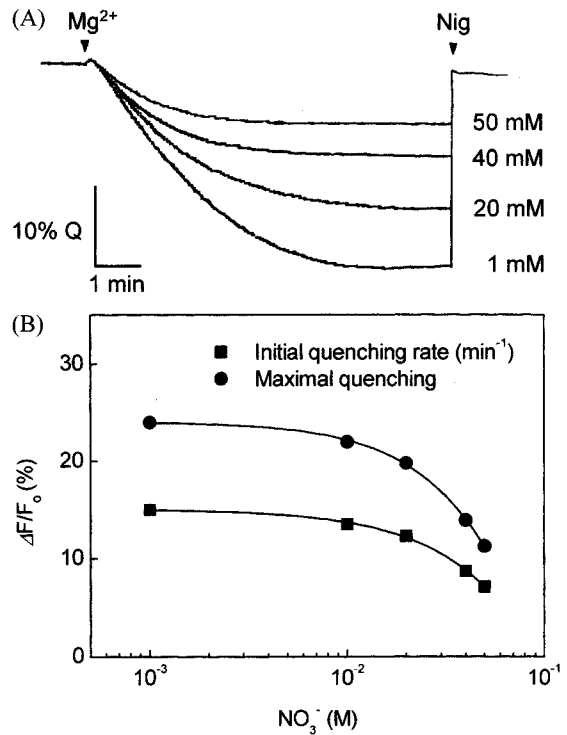 (A)
Mg²⁺
Nig
50 mM
40 mM
20 mM
1 mM
10% Q
1 min
(B)
Initial quenching rate (min⁻¹)
Maximal quenching
30
20
10
0
ΔF/Fₒ (%)
10⁻³
10⁻²
10⁻¹
NO₃⁻ (M)